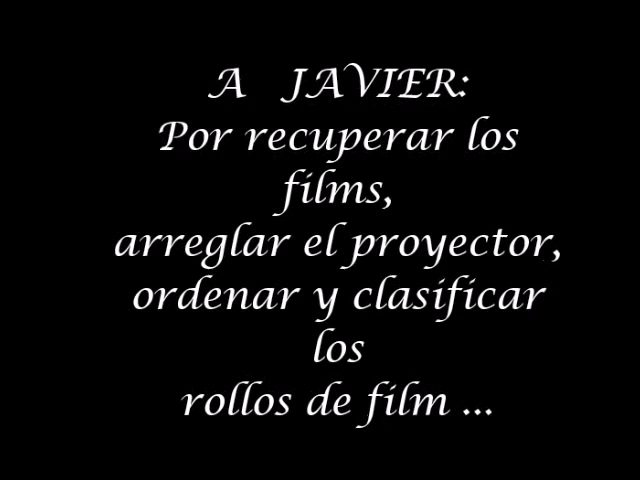 A JAVIER:
Por recuperar los
films,
arreglar el proyector,
ordenar y clasificar
los
rollos de film ...